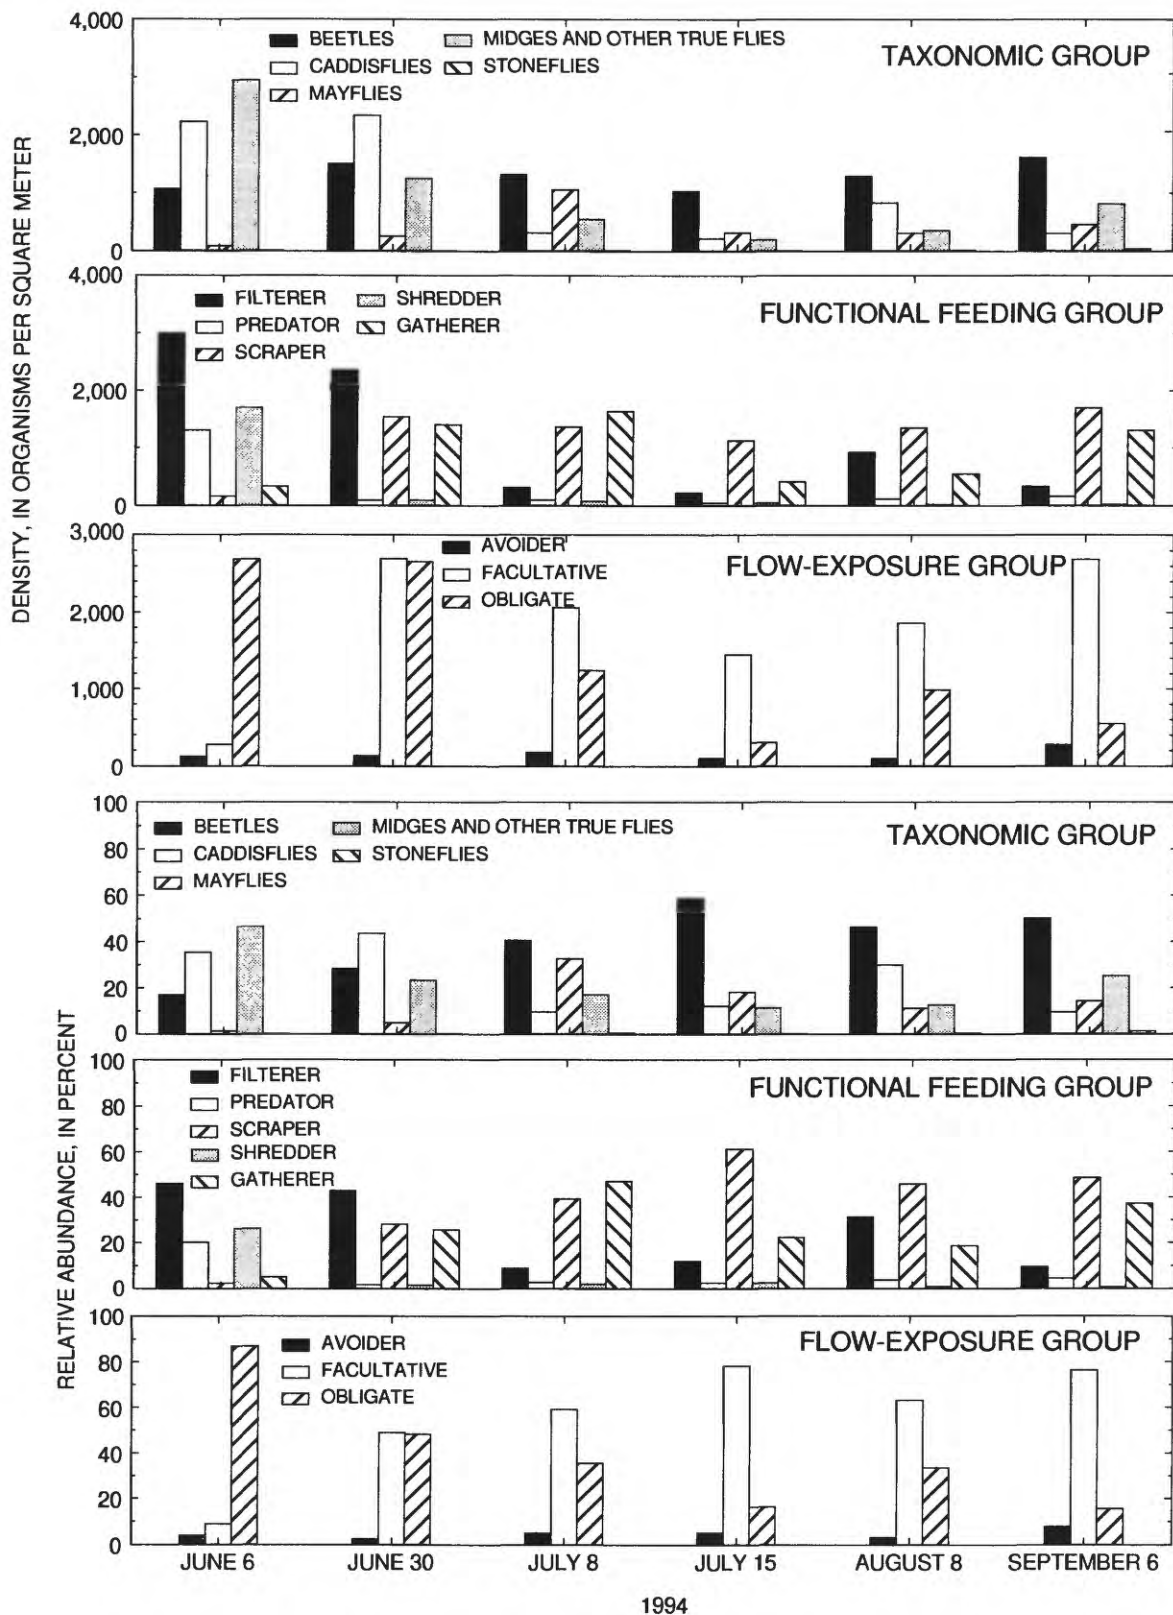 4,000
BEETLES MIDGES AND OTHER TRUE FLIES
TAXONOMIC GROUP
CADDISFLIES STONEFLIES
MAYFLIES
2,000
0
4,000
FILTERER SHREDDER
FUNCTIONAL FEEDING GROUP
PREDATOR GATHERER
SCRAPER
2,000
0
DENSITY, IN ORGANISMS PER SQUARE METER
3,000
AVOIDER
FLOW-EXPOSURE GROUP
FACULTATIVE
OBLIGATE
2,000
1,000
0
100
BEETLES MIDGES AND OTHER TRUE FLIES
TAXONOMIC GROUP
80
CADDISFLIES STONEFLIES
MAYFLIES
60
40
20
0
100
FILTERER
FUNCTIONAL FEEDING GROUP
PREDATOR
80
SCRAPER
60
SHREDDER
GATHERER
40
20
0
RELATIVE ABUNDANCE, IN PERCENT
100
AVOIDER
FLOW-EXPOSURE GROUP
80
FACULTATIVE
OBLIGATE
60
40
20
0
JUNE 6 JUNE 30 JULY 8 JULY 15 AUGUST 8 SEPTEMBER 6
1994